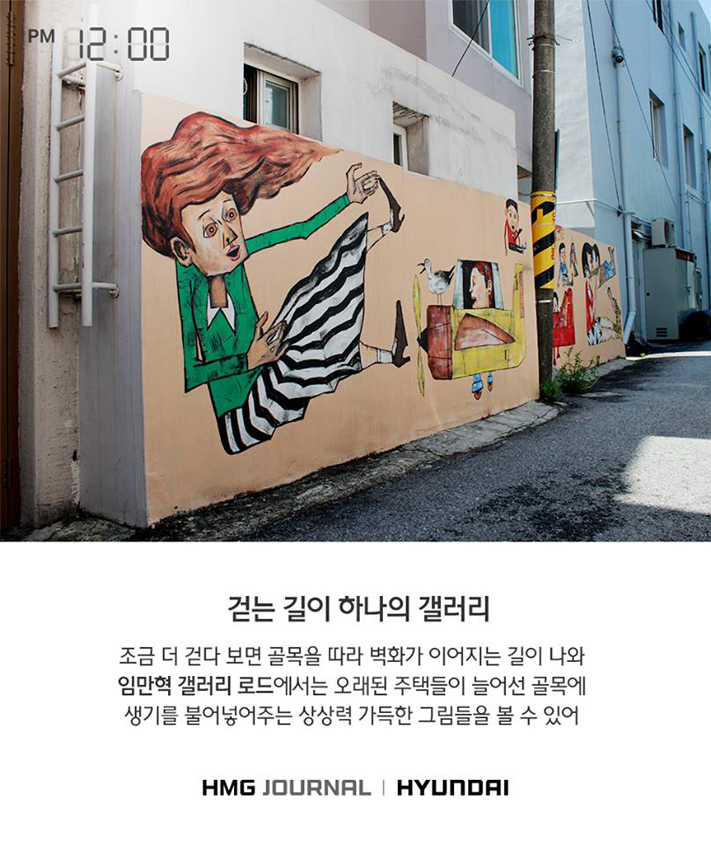 PM 12:00
걷는 길이 하나의 갤러리
조금 더 걷다 보면 골목을 따라 벽화가 이어지는 길이 나와
임만혁 갤러리 로드에서는 오래된 주택들이 늘어선 골목에
생기를 불어넣어주는 상상력 가득한 그림들을 볼 수 있어
HMG JOURNAL | HYUNDAI